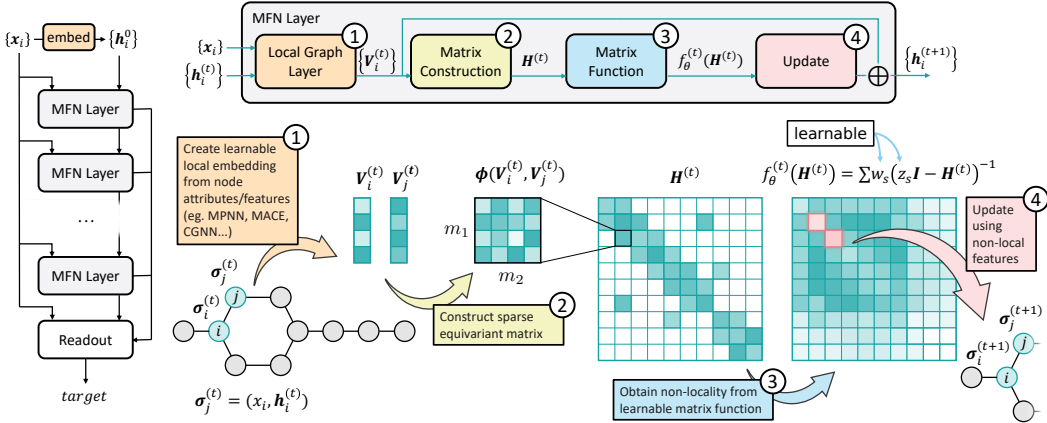 {x_i}
embed
{h_i^0}
MFN Layer
MFN Layer
...
MFN Layer
Readout
target
MFN Layer
{x_i}
{h_i^(t)}
1
Local Graph
Layer
{V_i^(t)}
2
Matrix
Construction
H^(t)
3
Matrix
Function
f_θ^(t)(H^(t))
4
Update
⊕
{h_i^(t+1)}
1
Create learnable
local embedding
from node
attributes/features
(eg. MPNN, MACE,
CGNN...)
σ_j^(t)
σ_i^(t)
j
i
σ_j^(t) = (x_i, h_i^(t))
V_i^(t) V_j^(t)
ϕ(V_i^(t), V_j^(t))
m_1
m_2
2
Construct sparse
equivariant matrix
H^(t)
3
Obtain non-locality from
learnable matrix function
learnable
f_θ^(t)(H^(t)) = ∑w_s(z_s I − H^(t))^−1
4
Update
using
non-local
features
σ_j^(t+1)
σ_i^(t+1)
j
i